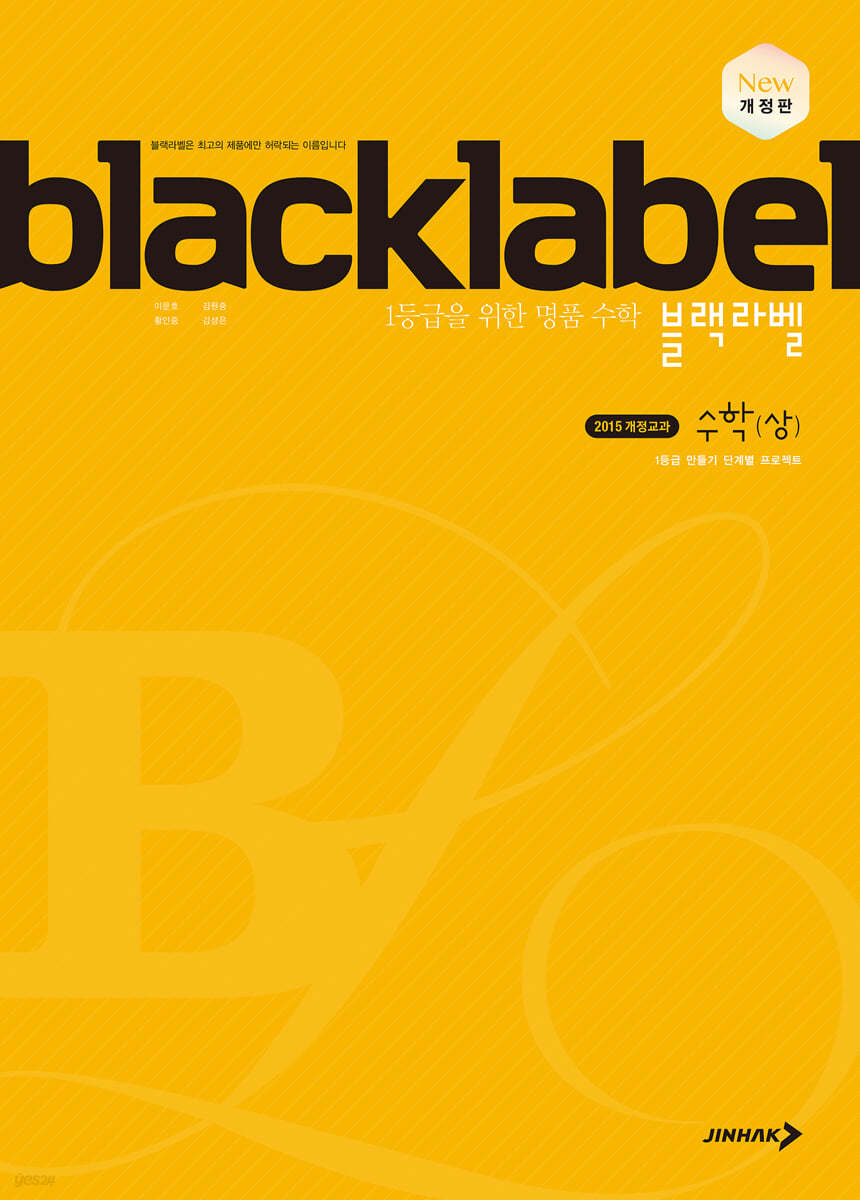 New
개정판
블랙라벨은 최고의 제품에만 허락되는 이름입니다
blacklabel
이문호 김원중
황인중 김성은
1등급을 위한 명품 수학 블랙라벨
2015 개정교과 수학(상)
1등급 만들기 단계별 프로젝트
B
JINHAK
yes24